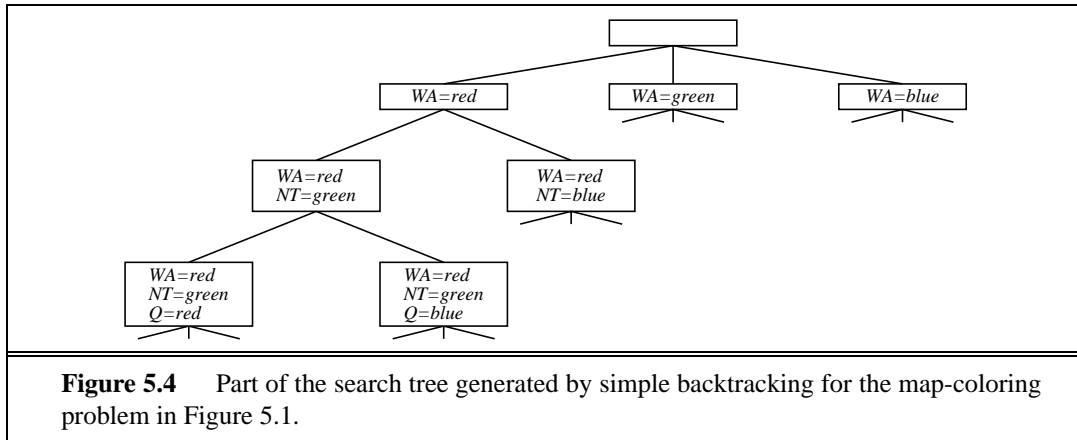 WA=red
WA=green
WA=blue
WA=red
NT=green
WA=red
NT=blue
WA=red
NT=green
Q=red
WA=red
NT=green
Q=blue
Figure 5.4 Part of the search tree generated by simple backtracking for the map-coloring
problem in Figure 5.1.